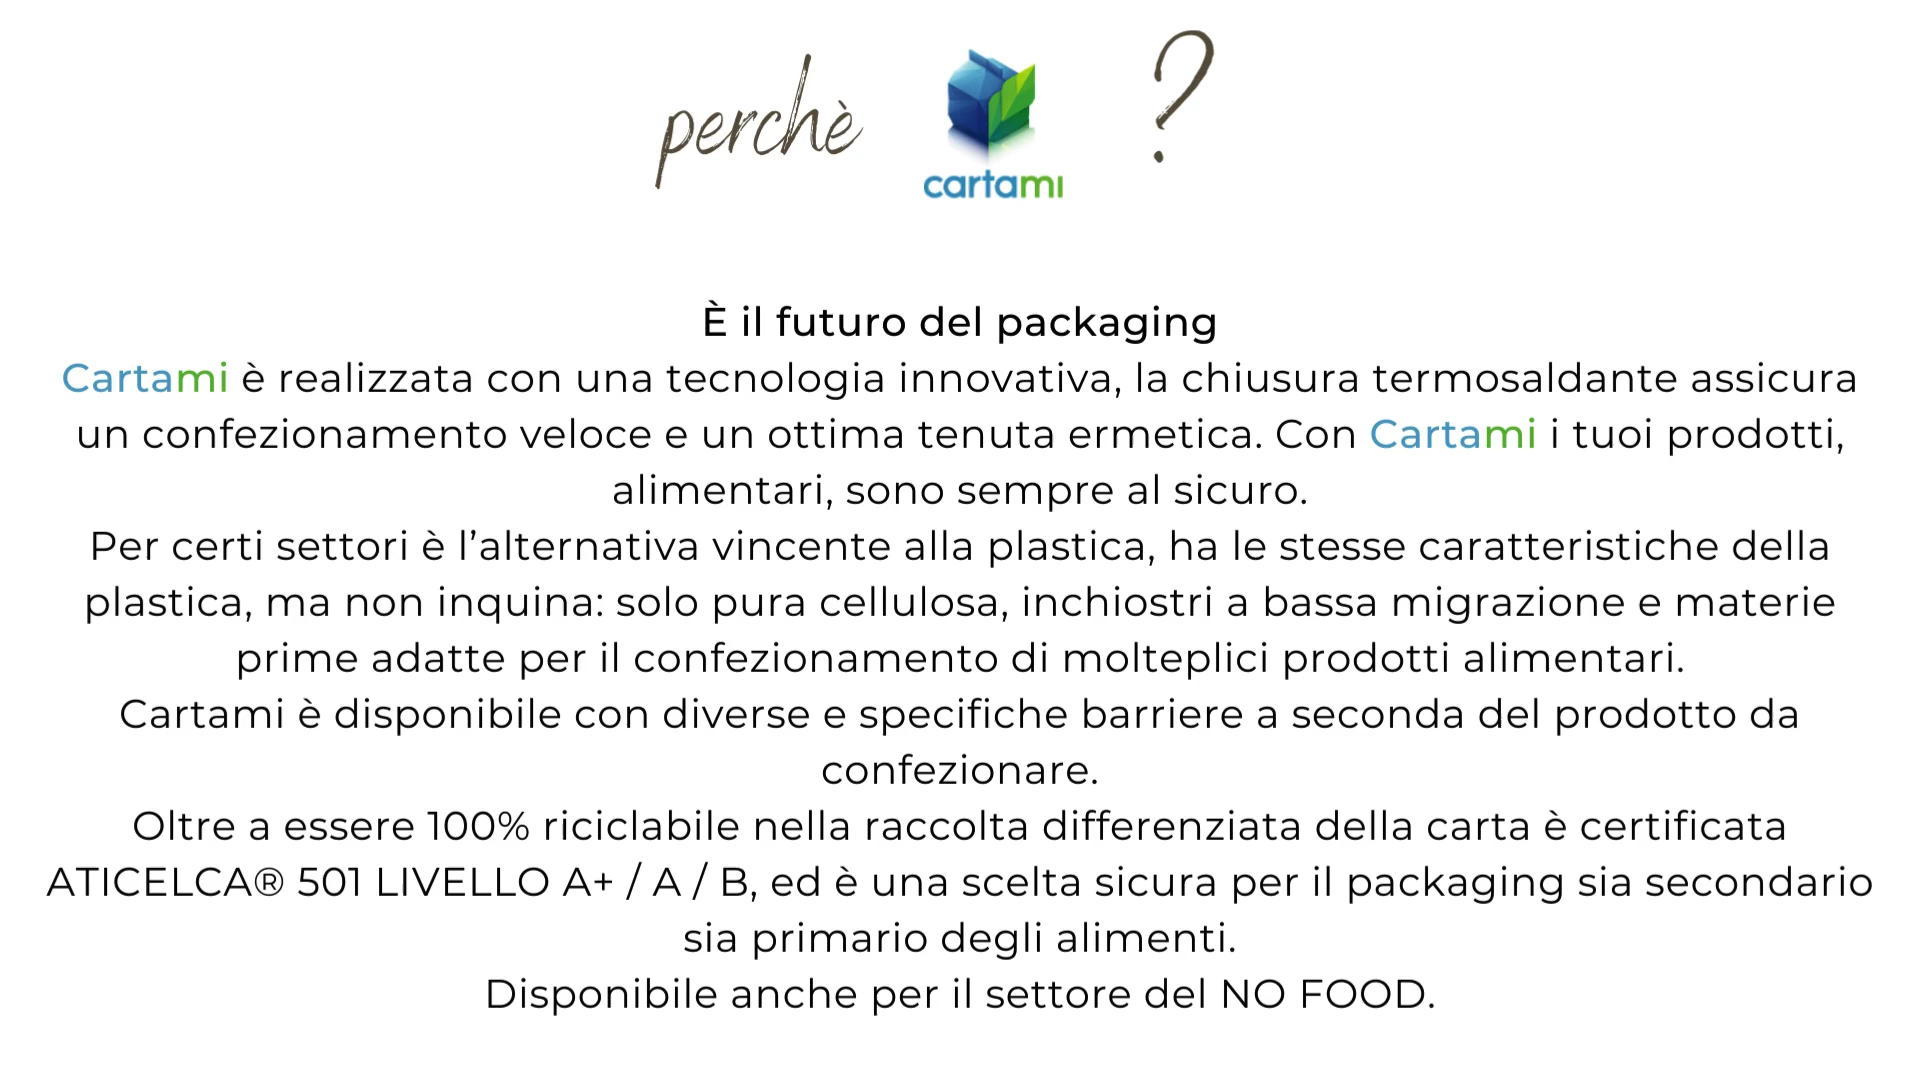 perchè
?
cartami
È il futuro del packaging
Cartami è realizzata con una tecnologia innovativa, la chiusura termosaldante assicura
un confezionamento veloce e un ottima tenuta ermetica. Con Cartami i tuoi prodotti,
alimentari, sono sempre al sicuro.
Per certi settori è l’alternativa vincente alla plastica, ha le stesse caratteristiche della
plastica, ma non inquina: solo pura cellulosa, inchiostri a bassa migrazione e materie
prime adatte per il confezionamento di molteplici prodotti alimentari.
Cartami è disponibile con diverse e specifiche barriere a seconda del prodotto da
confezionare.
Oltre a essere 100% riciclabile nella raccolta differenziata della carta è certificata
ATICELCA® 501 LIVELLO A+ / A / B, ed è una scelta sicura per il packaging sia secondario
sia primario degli alimenti.
Disponibile anche per il settore del NO FOOD.